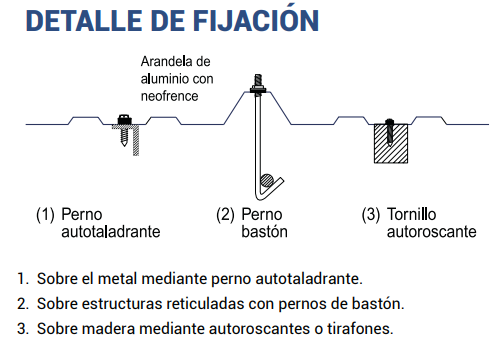 DETALLE DE FIJACIÓN
Arandela de
aluminio con
neofrence
(1) Perno
autotaladrante
(2) Perno
bastón
(3) Tornillo
autoroscante
1. Sobre el metal mediante perno autotaladrante.
2. Sobre estructuras reticuladas con pernos de bastón.
3. Sobre madera mediante autoroscantes o tirafones.